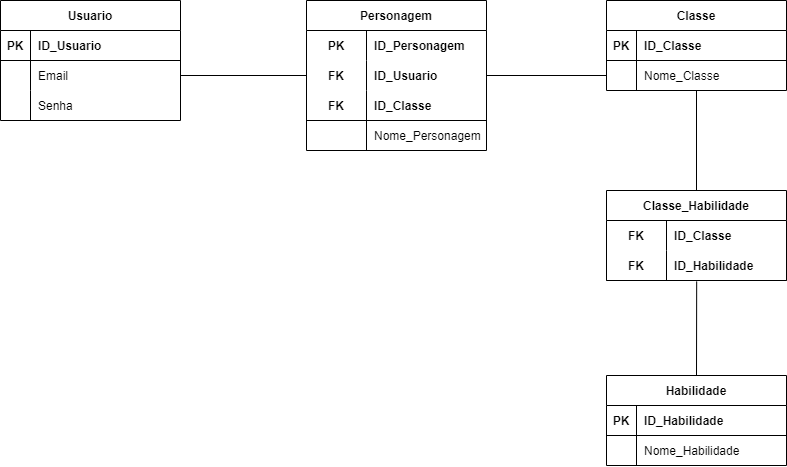 Usuario
PK ID_Usuario
Email
Senha
Personagem
PK ID_Personagem
FK ID_Usuario
FK ID_Classe
Nome_Personagem
Classe
PK ID_Classe
Nome_Classe
Classe_Habilidade
FK ID_Classe
FK ID_Habilidade
Habilidade
PK ID_Habilidade
Nome_Habilidade